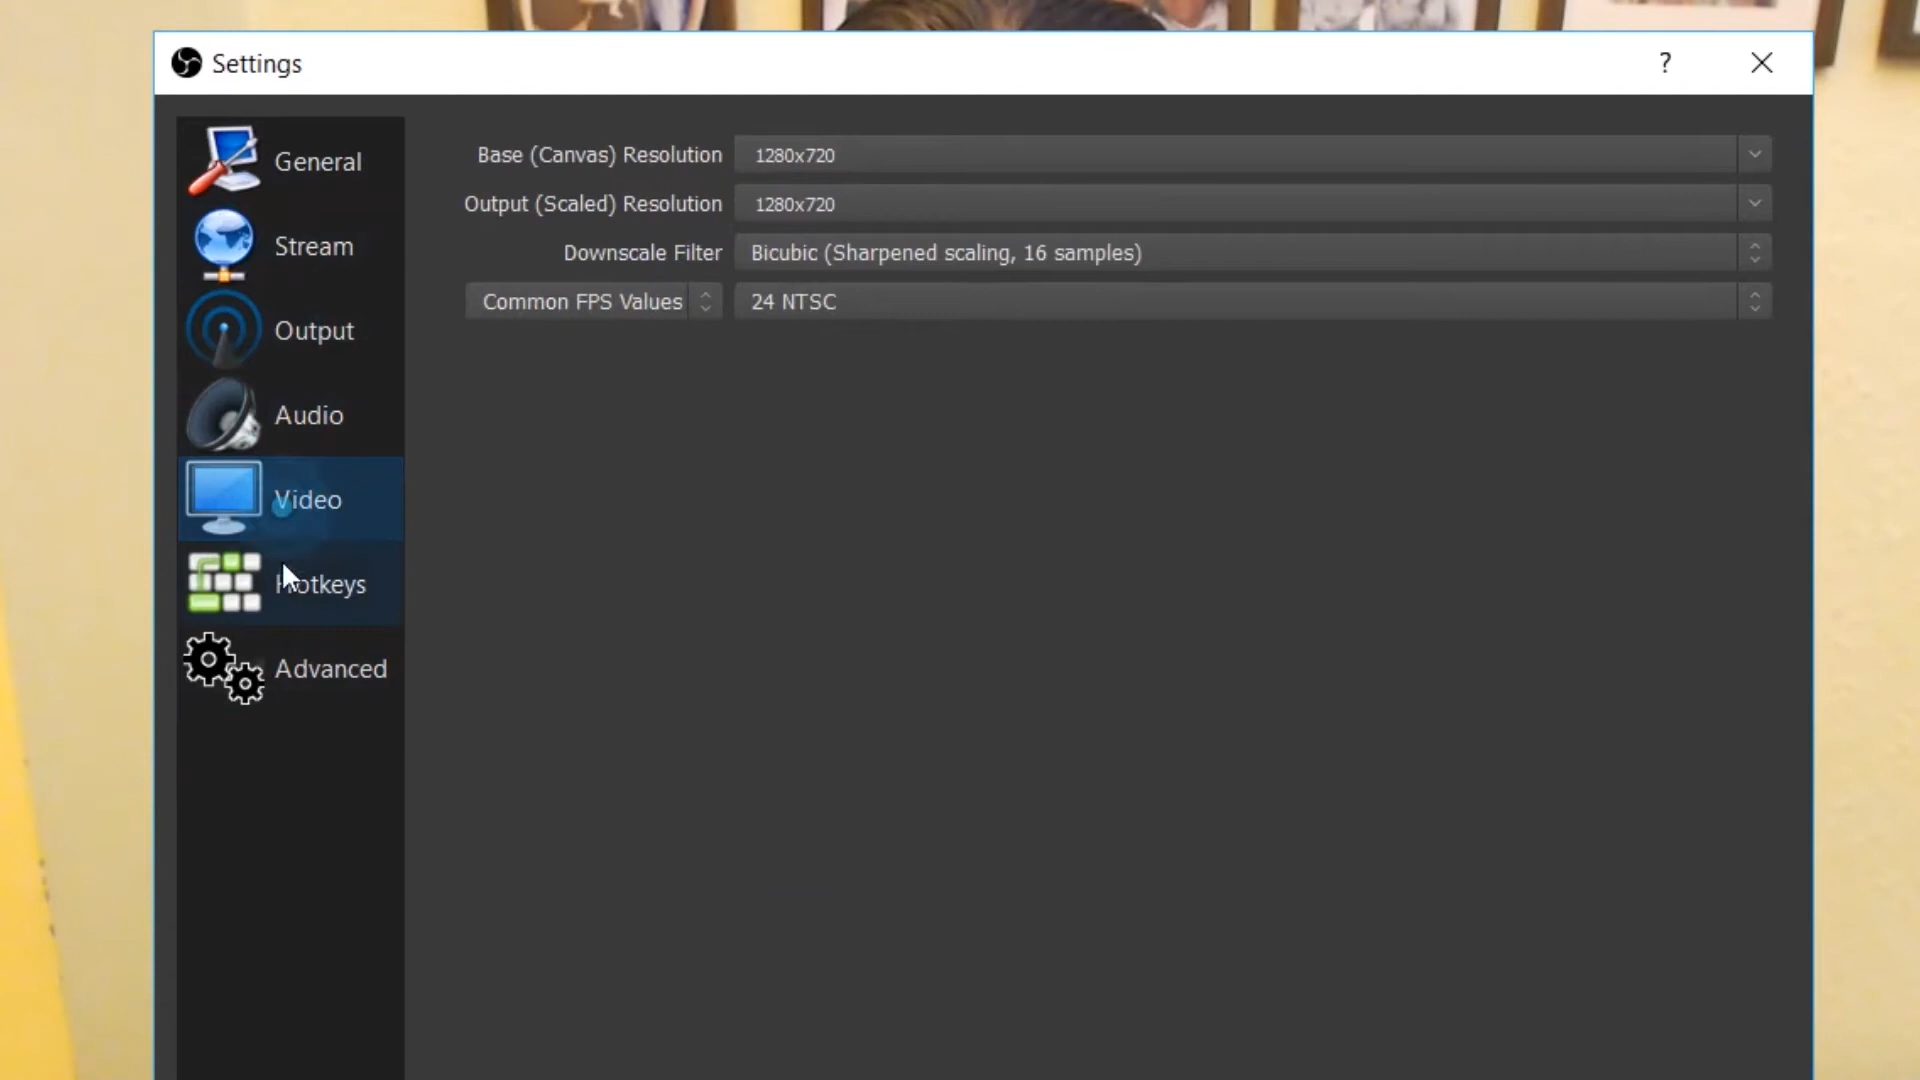 Settings
?
General
Stream
Output
Audio
Video
Hotkeys
Advanced
Base (Canvas) Resolution 1280x720
Output (Scaled) Resolution 1280x720
Downscale Filter Bicubic (Sharpened scaling, 16 samples)
Common FPS Values 24 NTSC